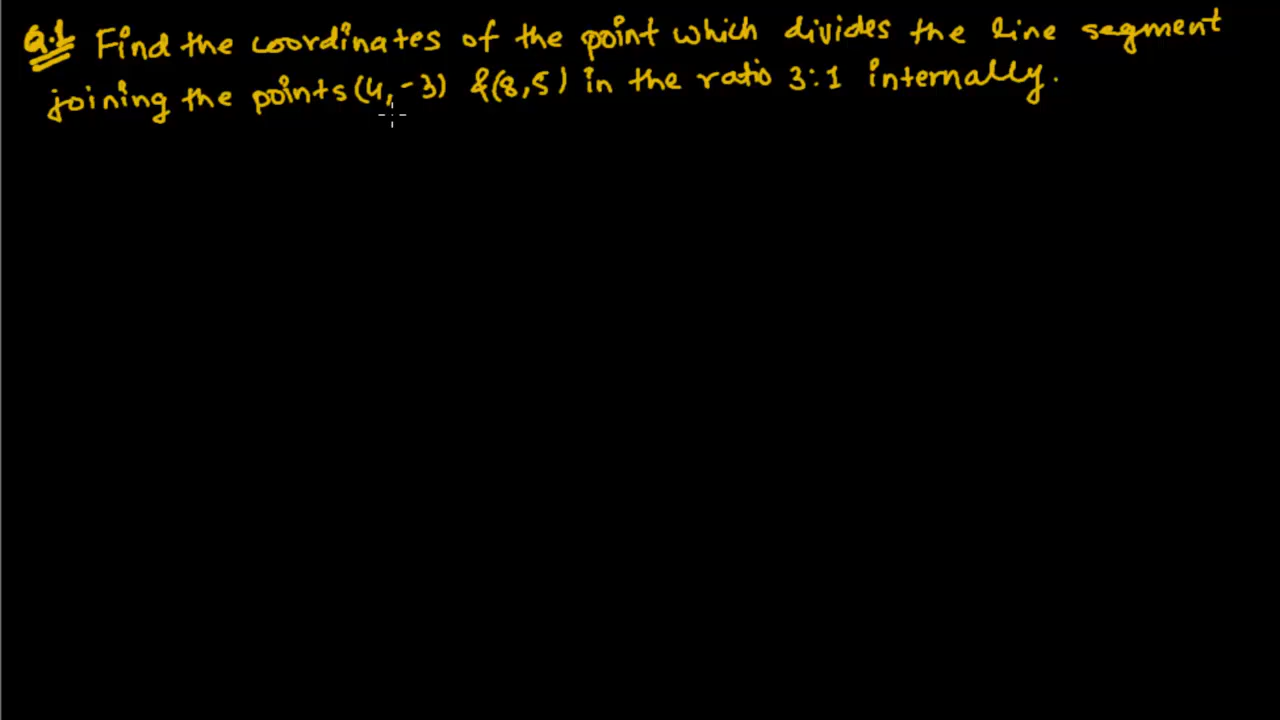 Q.1 Find the coordinates of the point which divides the line segment
joining the points (4, -3) & (8, 5) in the ratio 3:1 internally.